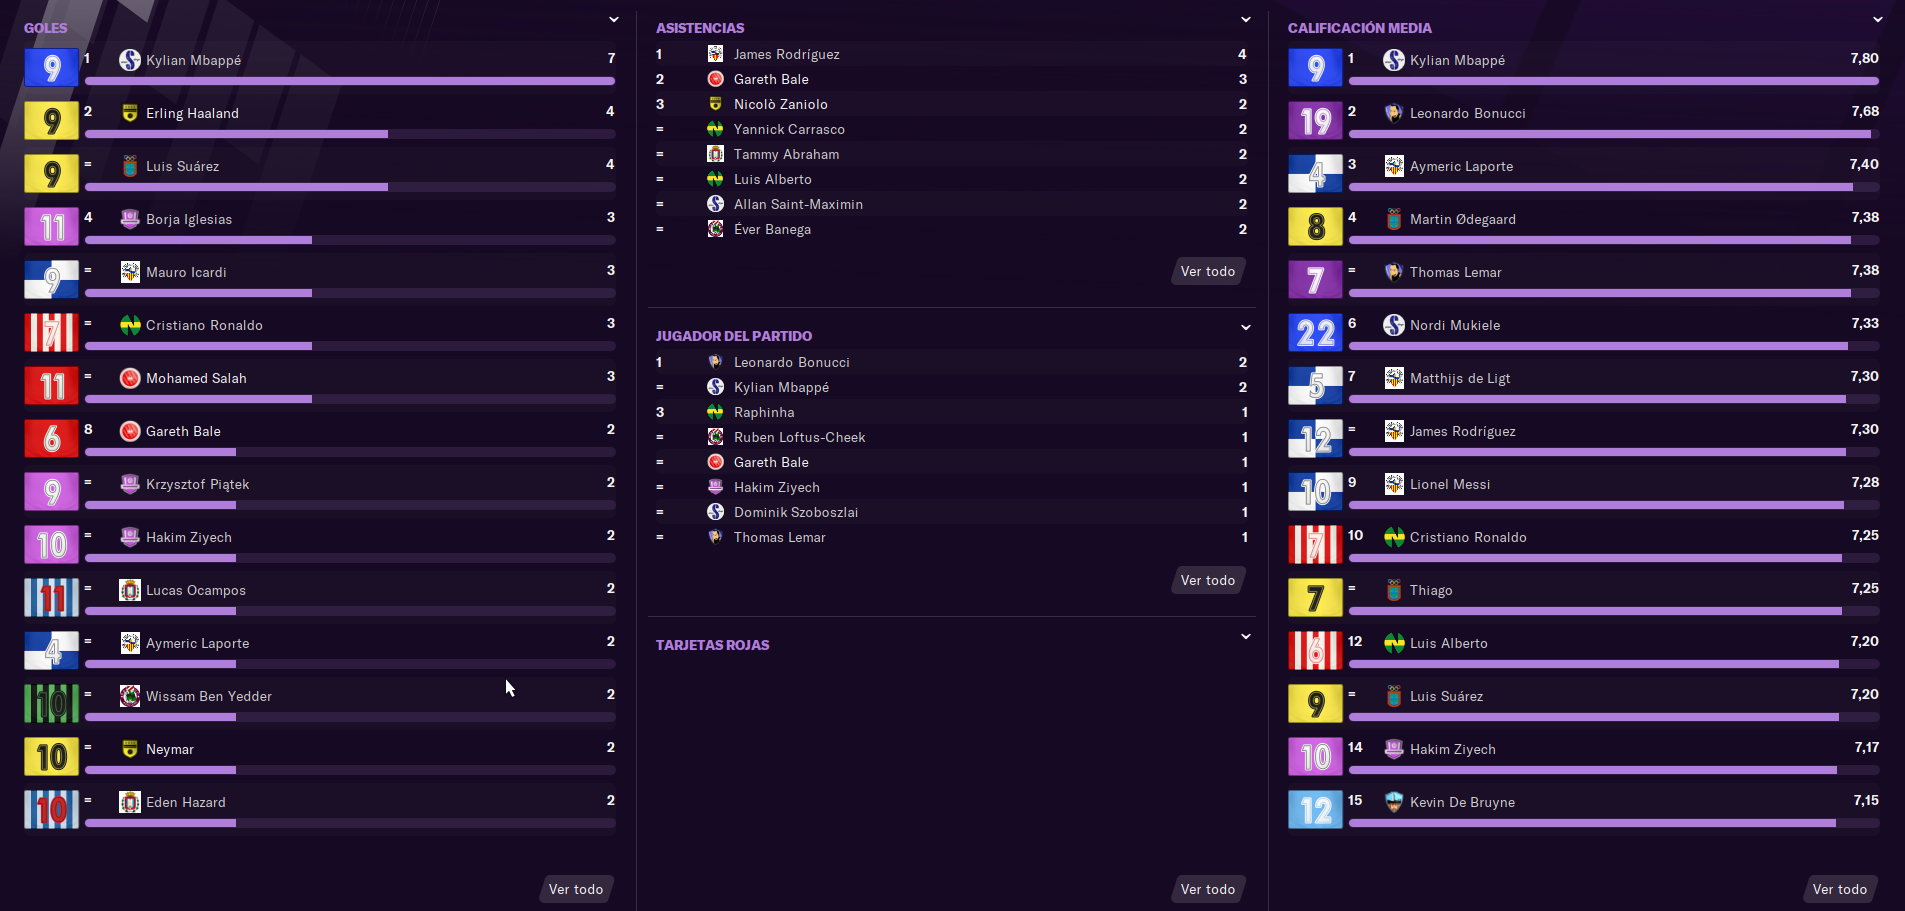 GOLES
9 1 Kylian Mbappé 7
9 2 Erling Haaland 4
9 = Luis Suárez 4
11 4 Borja Iglesias 3
9 = Mauro Icardi 3
7 = Cristiano Ronaldo 3
11 = Mohamed Salah 3
6 8 Gareth Bale 2
9 = Krzysztof Piątek 2
10 = Hakim Ziyech 2
11 = Lucas Ocampos 2
4 = Aymeric Laporte 2
10 = Wissam Ben Yedder 2
10 = Neymar 2
10 = Eden Hazard 2
Ver todo
ASISTENCIAS
1 James Rodríguez 4
2 Gareth Bale 3
3 Nicolò Zaniolo 2
= Yannick Carrasco 2
= Tammy Abraham 2
= Luis Alberto 2
= Allan Saint-Maximin 2
= Éver Banega 2
Ver todo
JUGADOR DEL PARTIDO
1 Leonardo Bonucci 2
= Kylian Mbappé 2
3 Raphinha 1
= Ruben Loftus-Cheek 1
= Gareth Bale 1
= Hakim Ziyech 1
= Dominik Szoboszlai 1
= Thomas Lemar 1
Ver todo
TARJETAS ROJAS
Ver todo
CALIFICACIÓN MEDIA
9 1 Kylian Mbappé 7,80
19 2 Leonardo Bonucci 7,68
4 3 Aymeric Laporte 7,40
8 4 Martin Ødegaard 7,38
7 = Thomas Lemar 7,38
22 6 Nordi Mukiele 7,33
5 7 Matthijs de Ligt 7,30
12 = James Rodríguez 7,30
10 9 Lionel Messi 7,28
7 10 Cristiano Ronaldo 7,25
7 = Thiago 7,25
6 12 Luis Alberto 7,20
9 = Luis Suárez 7,20
10 14 Hakim Ziyech 7,17
12 15 Kevin De Bruyne 7,15
Ver todo